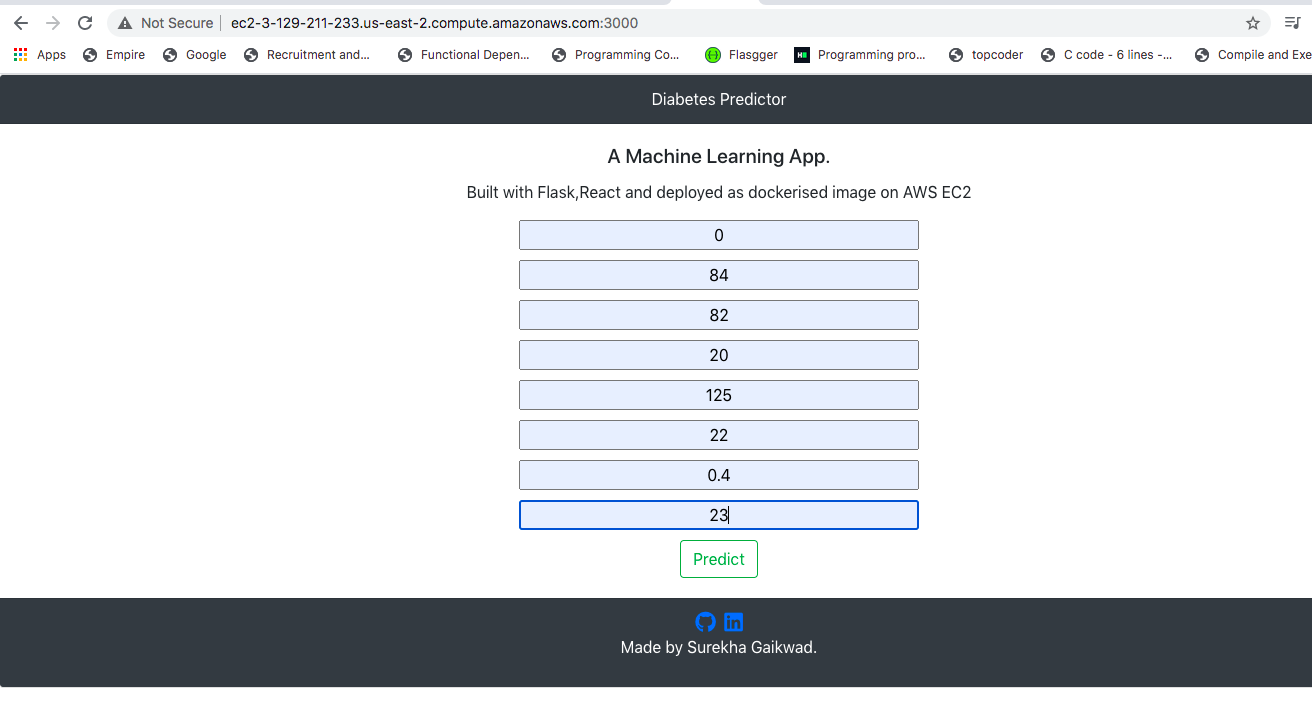 Not Secure ec2-3-129-211-233.us-east-2.compute.amazonaws.com:3000
Apps Empire Google Recruitment and... Functional Depen... Programming Co... Flasgger HE Programming pro... topcoder C code - 6 lines -... Compile and Exe
Diabetes Predictor
A Machine Learning App.
Built with Flask,React and deployed as dockerised image on AWS EC2
0
84
82
20
125
22
0.4
23
Predict
in
Made by Surekha Gaikwad.